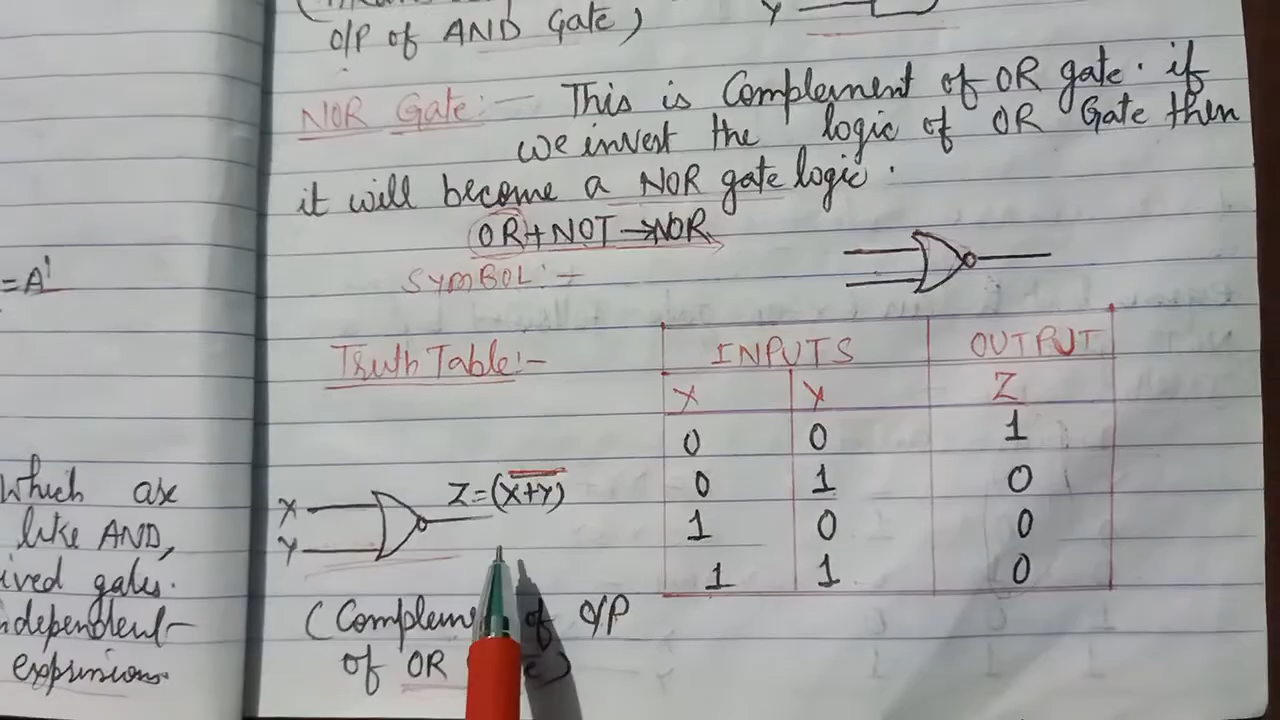 O/P of AND Gate)
Y
NOR Gate:- This is Complement of OR gate. if
we invert the logic of OR Gate then
it will become a NOR gate logic.
OR+NOT→NOR
SYMBOL:-
=A'
Truth Table:-
INPUTS OUTPUT
X Y Z
0 0 1
0 1 0
1 0 0
1 1 0
Which are
like AND,
gates.
independent
expressions.
X
Y
Z=(X̅+̅Y̅)
of O/P
of OR